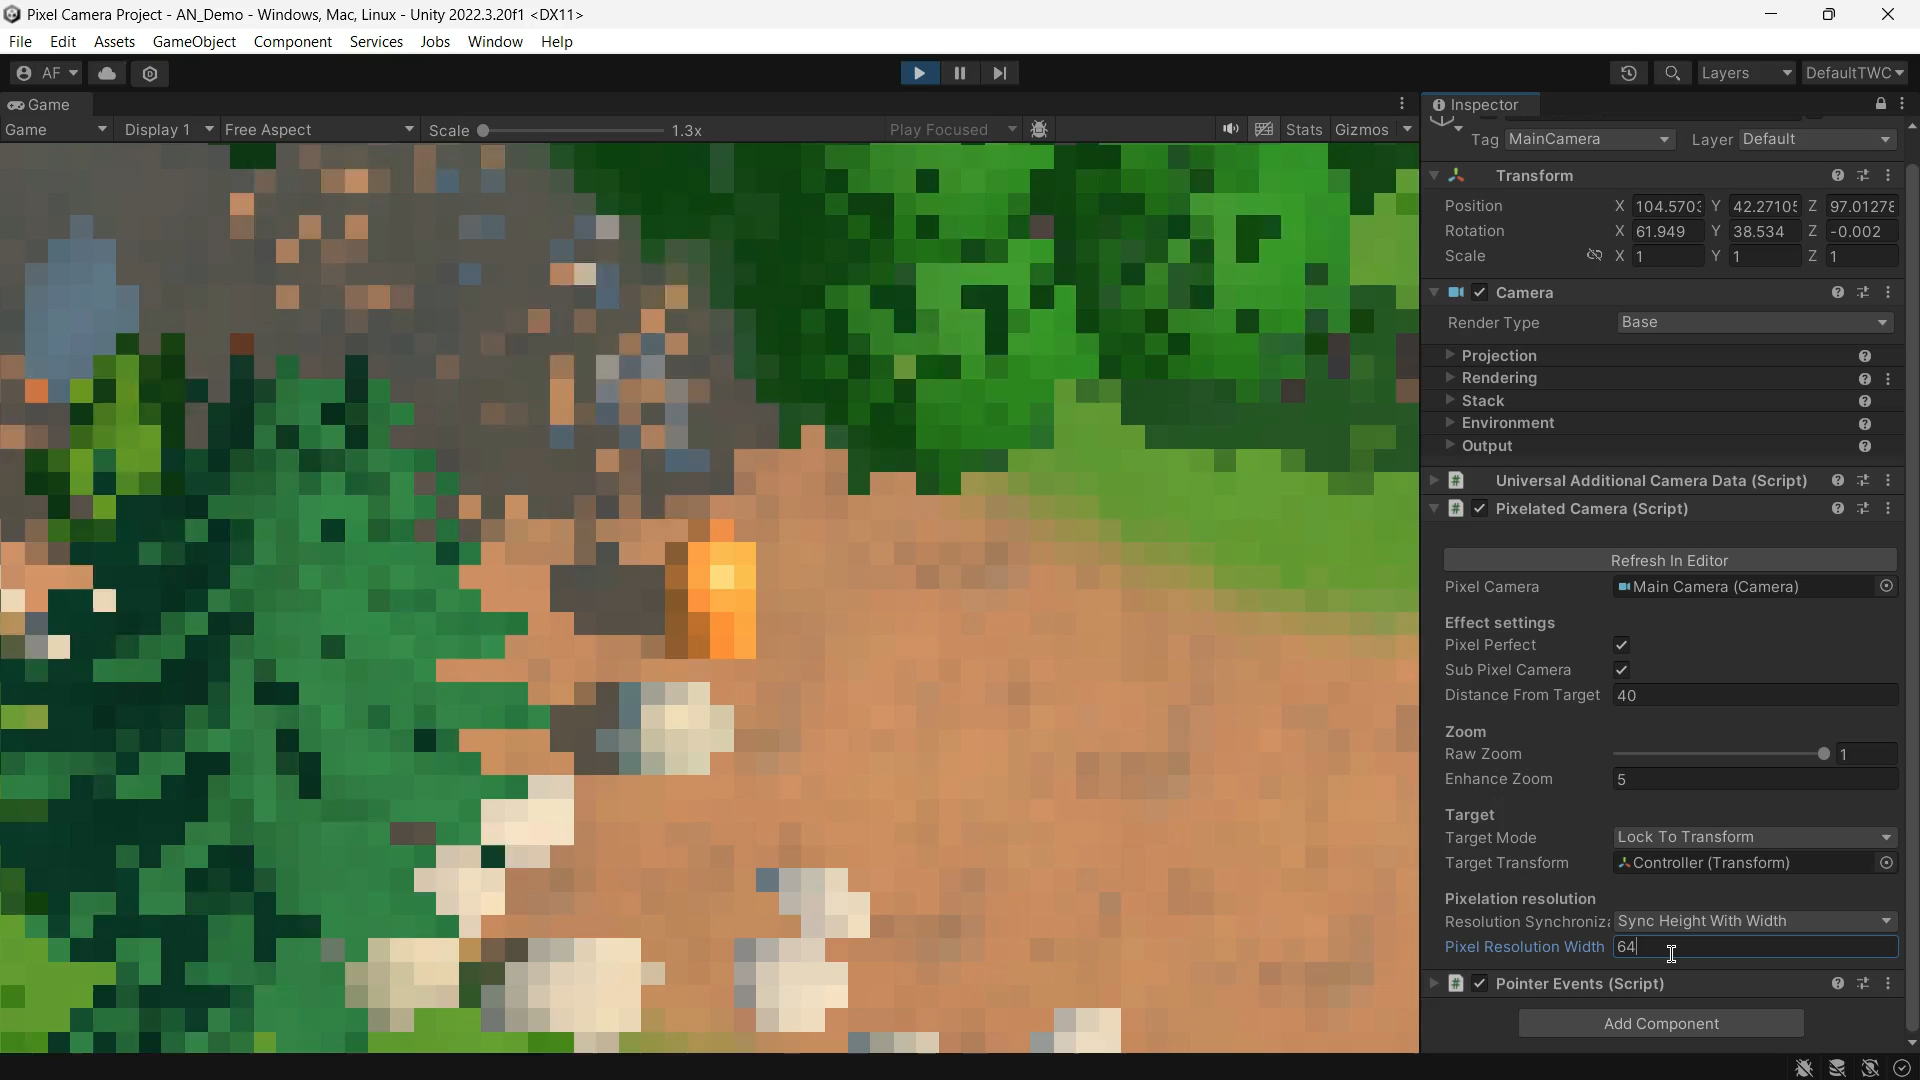 Pixel Camera Project - AN_Demo - Windows, Mac, Linux - Unity 2022.3.20f1 <DX11>
File Edit Assets GameObject Component Services Jobs Window Help
AF Layers DefaultTWC
Game Inspector
Game Display 1 Free Aspect Scale 1.3x Play Focused Stats Gizmos
Tag MainCamera Layer Default
Transform
Position X 104.5703 Y 42.27105 Z 97.01278
Rotation X 61.949 Y 38.534 Z -0.002
Scale X 1 Y 1 Z 1
Camera
Render Type Base
Projection
Rendering
Stack
Environment
Output
Universal Additional Camera Data (Script)
Pixelated Camera (Script)
Refresh In Editor
Pixel Camera Main Camera (Camera)
Effect settings
Pixel Perfect
Sub Pixel Camera
Distance From Target 40
Zoom
Raw Zoom 1
Enhance Zoom 5
Target
Target Mode Lock To Transform
Target Transform Controller (Transform)
Pixelation resolution
Resolution Synchroniza Sync Height With Width
Pixel Resolution Width 64
Pointer Events (Script)
Add Component